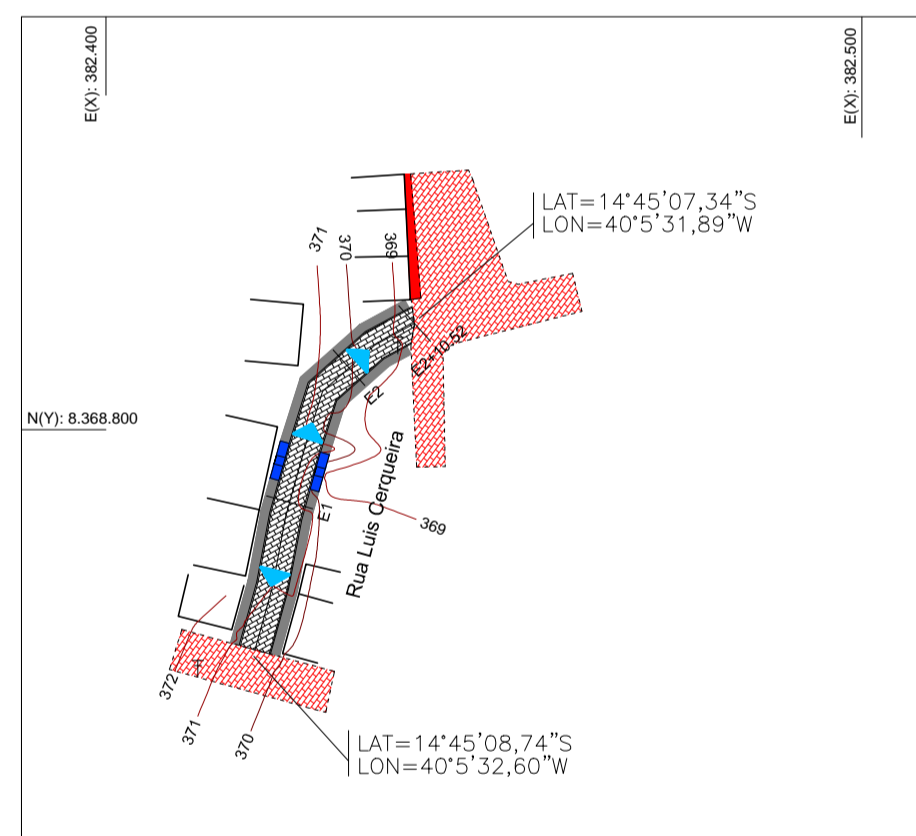 E(X): 382.400
E(X): 382.500
LAT=14°45'07,34"S
LON=40°5'31,89"W
371
370
369
E2+10.52
E2
N(Y): 8.368.800
E1
369
Rua Luis Cerqueira
372
371
370
LAT=14°45'08,74"S
LON=40°5'32,60"W